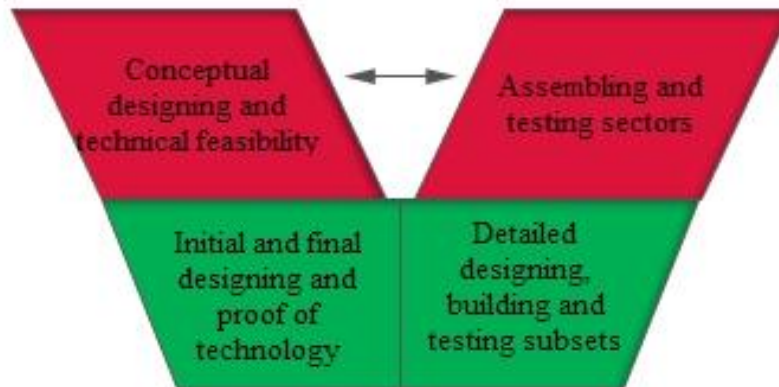 Conceptual
designing and
technical feasibility
Assembling and
testing sectors
Initial and final
designing and
proof of
technology
Detailed
designing,
building and
testing subsets